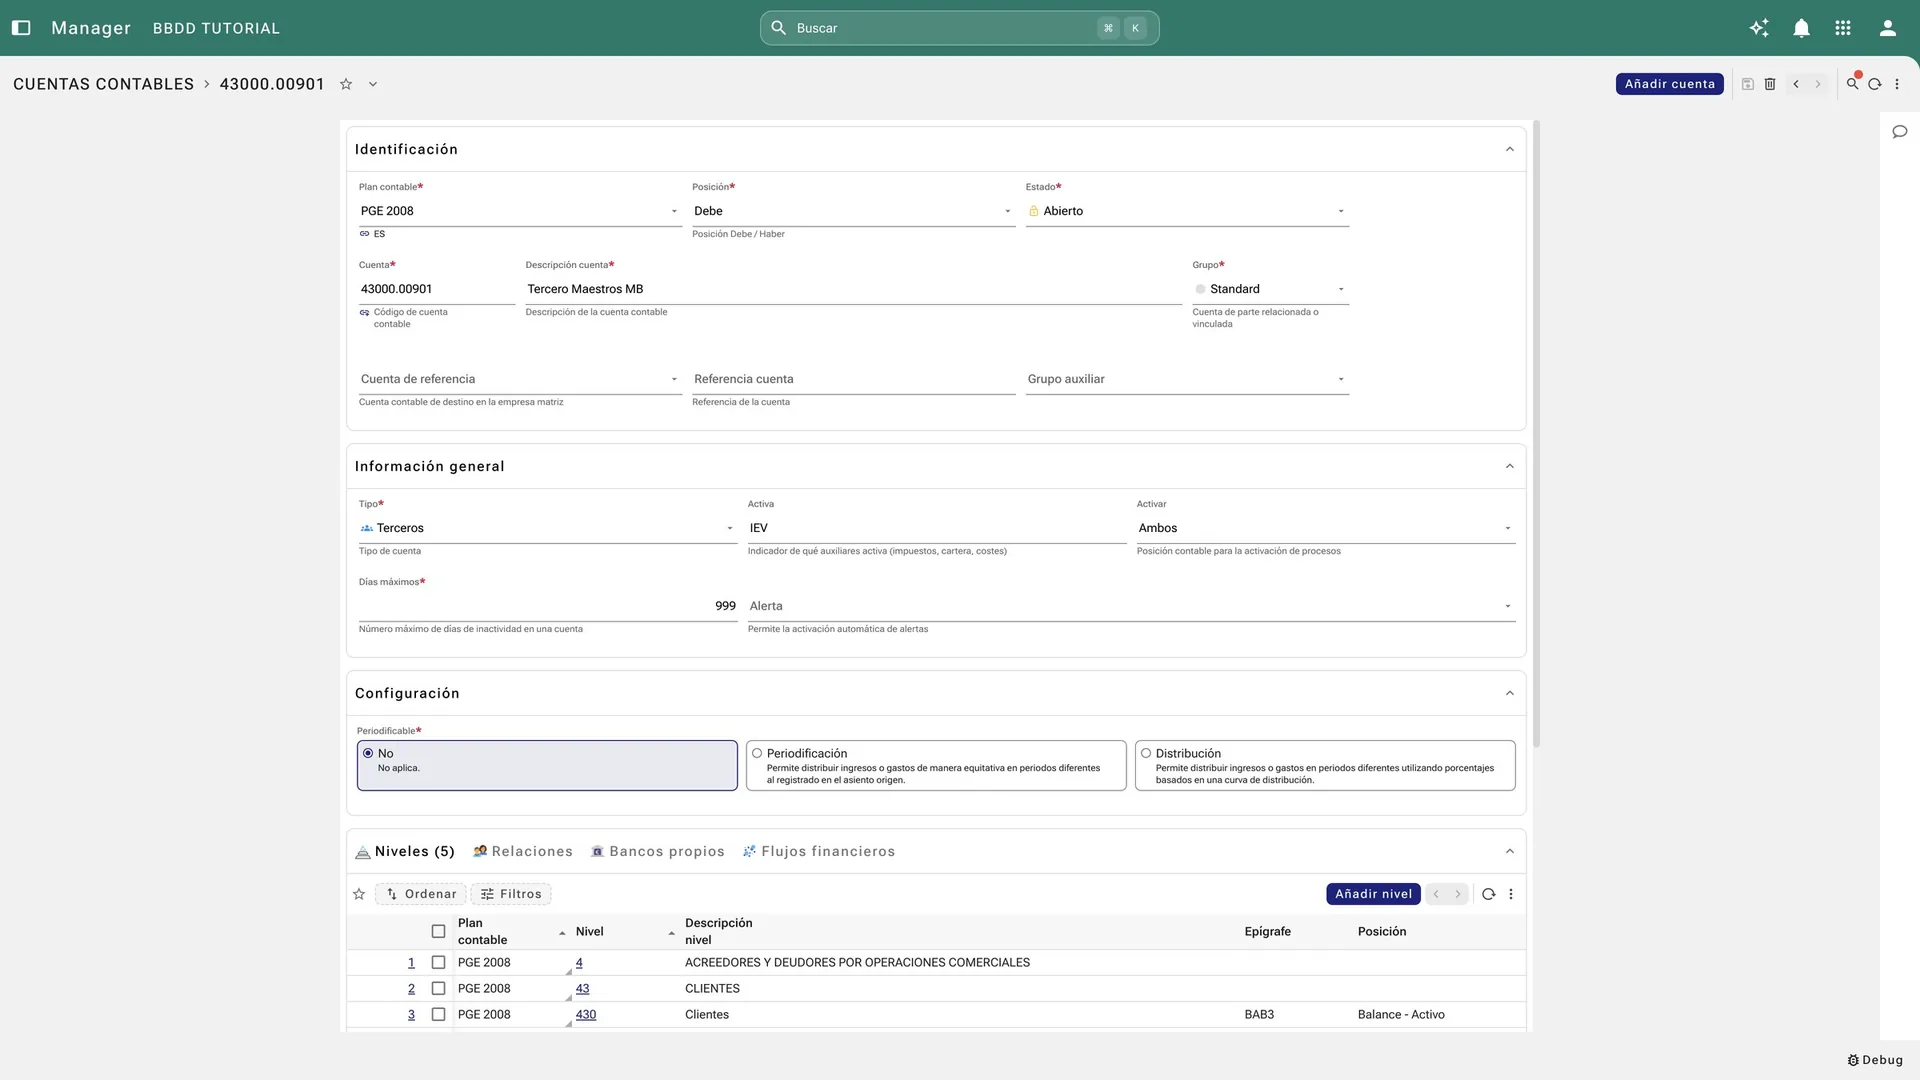 Manager BBDD TUTORIAL Buscar ⌘ K
CUENTAS CONTABLES > 43000.00901 Añadir cuenta
Identificación
Plan contable* Posición* Estado*
PGE 2008 Debe Abierto
ES Posición Debe / Haber
Cuenta* Descripción cuenta* Grupo*
43000.00901 Tercero Maestros MB Standard
Código de cuenta contable Descripción de la cuenta contable Cuenta de parte relacionada o vinculada
Cuenta de referencia Referencia cuenta Grupo auxiliar
Cuenta contable de destino en la empresa matriz Referencia de la cuenta
Información general
Tipo* Activa Activar
Terceros IEV Ambos
Tipo de cuenta Indicador de qué auxiliares activa (impuestos, cartera, costes) Posición contable para la activación de procesos
Días máximos*
999 Alerta
Número máximo de días de inactividad en una cuenta Permite la activación automática de alertas
Configuración
Periodificable*
No Periodificación Distribución
No aplica. Permite distribuir ingresos o gastos de manera equitativa en periodos diferentes al registrado en el asiento origen. Permite distribuir ingresos o gastos en periodos diferentes utilizando porcentajes basados en una curva de distribución.
Niveles (5) Relaciones Bancos propios Flujos financieros
Ordenar Filtros Añadir nivel
Plan contable Nivel Descripción nivel Epígrafe Posición
1 PGE 2008 4 ACREEDORES Y DEUDORES POR OPERACIONES COMERCIALES
2 PGE 2008 43 CLIENTES
3 PGE 2008 430 Clientes BAB3 Balance - Activo
Debug